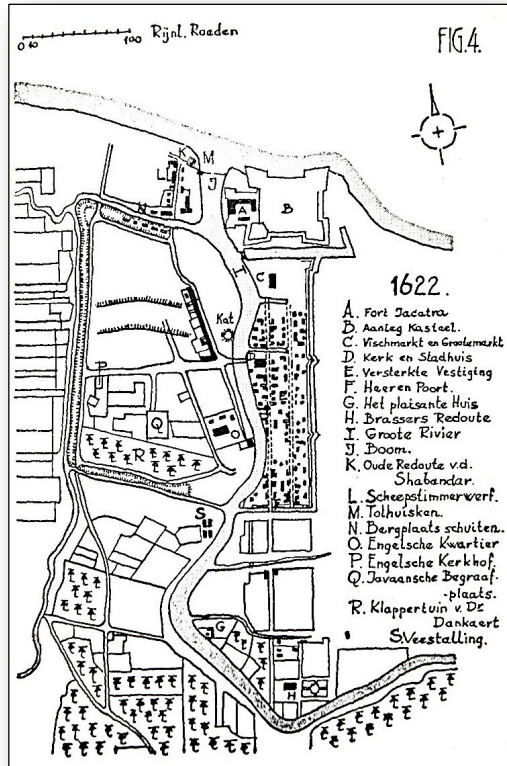 0 10 100 Rijnl. Roeden
FIG.4.
K
M
L
J
N
A
B
I
C
Kat
D
P
Q
R
S
G
H
1622.
A. Fort Jacatra
B. Aanleg Kasteel.
C. Vischmarkt en Grootemarkt
D. Kerk en Stadhuis
E. Versterkte Vestiging
F. Heeren Poort.
G. Het plaisante Huis
H. Brassers Redoute
I. Groote Rivier
J. Boom.
K. Oude Redoute v.d.
Shabandar.
L. Scheepstimmerwerf.
M. Tolhuisken.
N. Bergplaats schuiten.
O. Engelsche Kwartier
P. Engelsche Kerkhof.
Q. Javaansche Begraaf-
-plaats.
R. Klappertuin v. Dr
Dankaert
S. Veestalling.